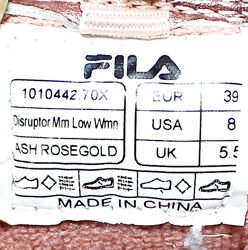 FILA
1010442.70X EUR 39
Disruptor Mm Low Wmn USA 8
ASH ROSEGOLD UK 5.5
MADE IN CHINA